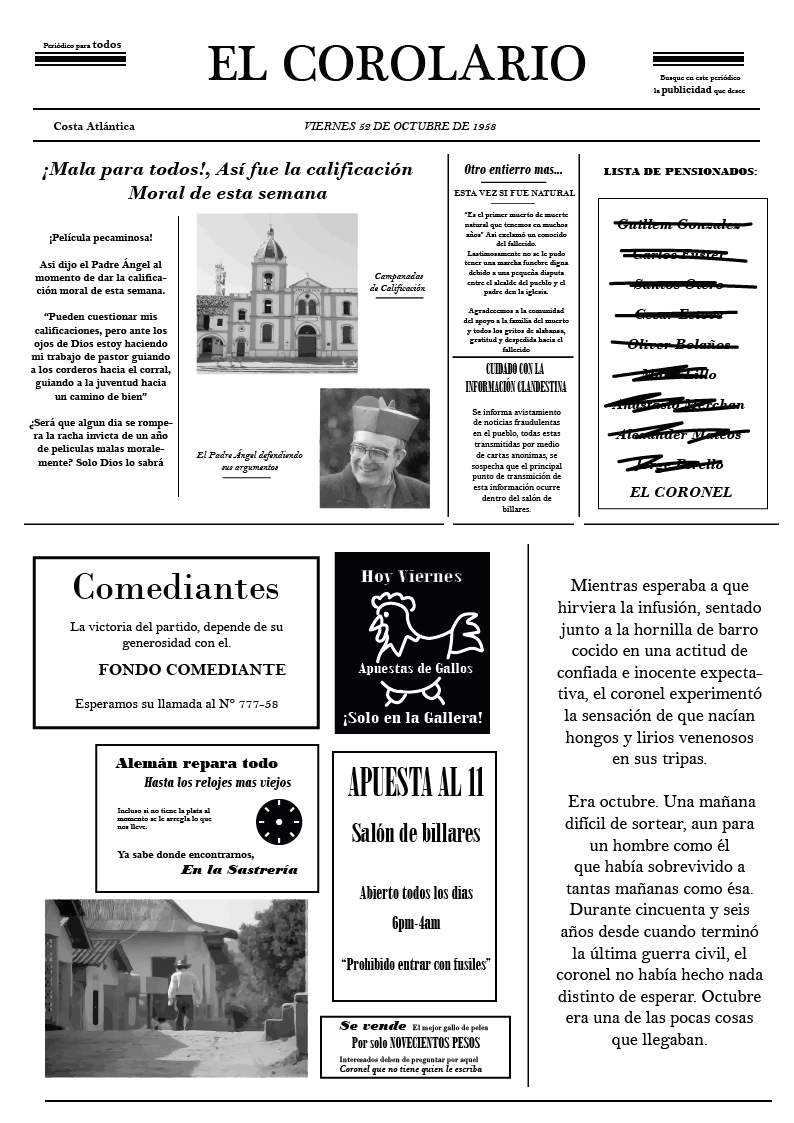 Periódico para todos
EL COROLARIO
Busque en este periódico
la publicidad que desee
Costa Atlántica
VIERNES 52 DE OCTUBRE DE 1958
¡Mala para todos!, Así fue la calificación
Moral de esta semana
¡Película pecaminosa!
Asi dijo el Padre Ángel al
momento de dar la califica-
ción moral de esta semana.
“Pueden cuestionar mis
calificaciones, pero ante los
ojos de Dios estoy haciendo
mi trabajo de pastor guiando
a los corderos hacia el corral,
guiando a la juventud hacia
un camino de bien”
¿Será que algun dia se rompe-
ra la racha invicta de un año
de peliculas malas morale-
mente? Solo Dios lo sabrá
Campanadas
de Calificación
El Padre Ángel defendiendo
sus argumentos
Otro entierro mas...
ESTA VEZ SI FUE NATURAL
“Es el primer muerto de muerte
natural que tenemos en muchos
años” Asi exclamó un conocido
del fallecido.
Lastimosamente no se le pudo
tener una marcha funebre digna
debido a una pequeña disputa
entre el alcalde del pueblo y el
padre den la iglesia.
Agradecemos a la comunidad
del apoyo a la familia del muerto
y todos los gritos de alabansa,
gratitud y despedida hacia el
fallecido
CUIDADO CON LA
INFORMACIÓN CLANDESTINA
Se informa avistamiento
de noticias fraudulentas
en el pueblo, todas estas
transmitidas por medio
de cartas anonimas, se
sospecha que el principal
punto de transmición de
esta información ocurre
dentro del salón de
billares.
LISTA DE PENSIONADOS:
Guillem Gonzalez
Carlos Fuster
Santos Otero
Cesar Esteve
Oliver Bolaños
Lillo
Anastasio Merchan
Alexander Mateos
Jorge Borello
EL CORONEL
Comediantes
La victoria del partido, depende de su
generosidad con el.
FONDO COMEDIANTE
Esperamos su llamada al Nº 777-58
Hoy Viernes
Apuestas de Gallos
¡Solo en la Gallera!
Alemán repara todo
Hasta los relojes mas viejos
Incluso si no tiene la plata al
momento se le arregla lo que
nos lleve.
Ya sabe donde encontrarnos,
En la Sastrería
APUESTA AL 11
Salón de billares
Abierto todos los dias
6pm-4am
“Prohibido entrar con fusiles”
Se vende El mejor gallo de pelea
Por solo NOVECIENTOS PESOS
Interesados deben de preguntar por aquel
Coronel que no tiene quien le escriba
Mientras esperaba a que
hirviera la infusión, sentado
junto a la hornilla de barro
cocido en una actitud de
confiada e inocente expecta-
tiva, el coronel experimentó
la sensación de que nacían
hongos y lirios venenosos
en sus tripas.
Era octubre. Una mañana
difícil de sortear, aun para
un hombre como él
que había sobrevivido a
tantas mañanas como ésa.
Durante cincuenta y seis
años desde cuando terminó
la última guerra civil, el
coronel no había hecho nada
distinto de esperar. Octubre
era una de las pocas cosas
que llegaban.